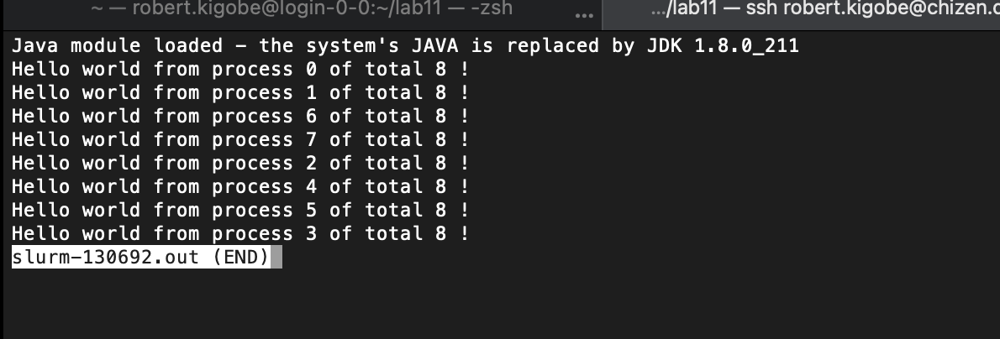 ~ — robert.kigobe@login-0-0:~/lab11 — -zsh ... .../lab11 — ssh robert.kigobe@chizen.c
Java module loaded – the system's JAVA is replaced by JDK 1.8.0_211
Hello world from process 0 of total 8 !
Hello world from process 1 of total 8 !
Hello world from process 6 of total 8 !
Hello world from process 7 of total 8 !
Hello world from process 2 of total 8 !
Hello world from process 4 of total 8 !
Hello world from process 5 of total 8 !
Hello world from process 3 of total 8 !
slurm-130692.out (END)